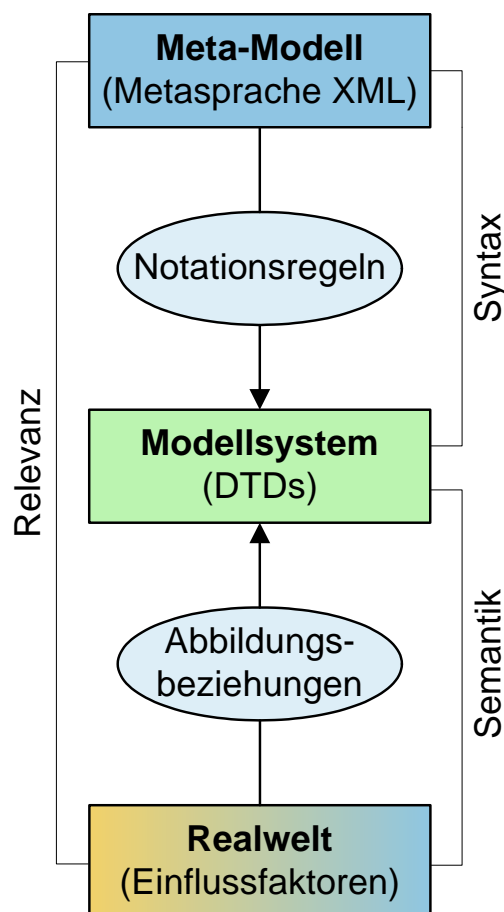 Meta-Modell
(Metasprache XML)
Notationsregeln
Syntax
Relevanz
Modellsystem
(DTDs)
Abbildungs-
beziehungen
Semantik
Realwelt
(Einflussfaktoren)